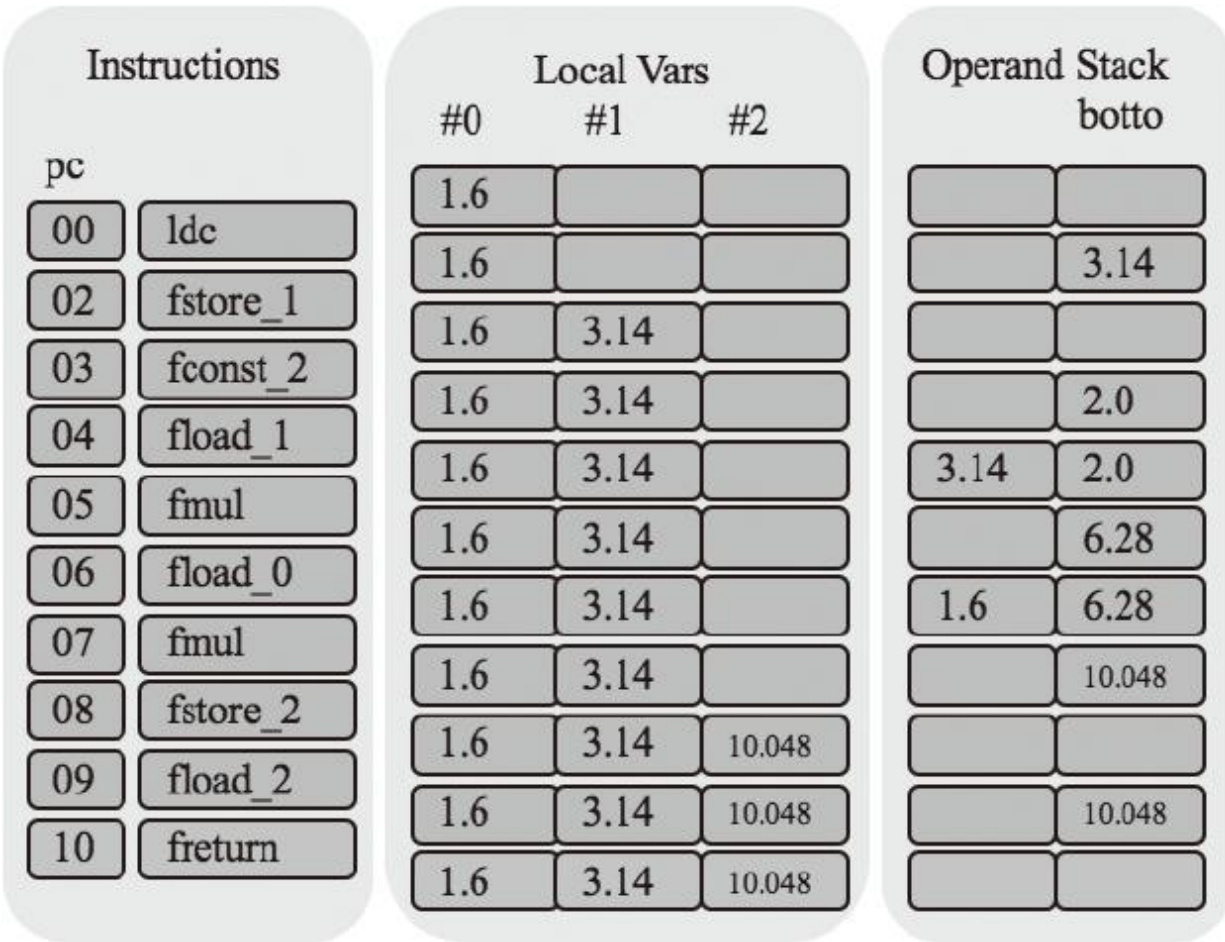 Instructions
pc
00 ldc
02 fstore_1
03 fconst_2
04 fload_1
05 fmul
06 fload_0
07 fmul
08 fstore_2
09 fload_2
10 freturn
Local Vars
#0 #1 #2
1.6
1.6
1.6 3.14
1.6 3.14
1.6 3.14
1.6 3.14
1.6 3.14
1.6 3.14
1.6 3.14 10.048
1.6 3.14 10.048
1.6 3.14 10.048
Operand Stack
botto
3.14
2.0
3.14 2.0
6.28
1.6 6.28
10.048
10.048